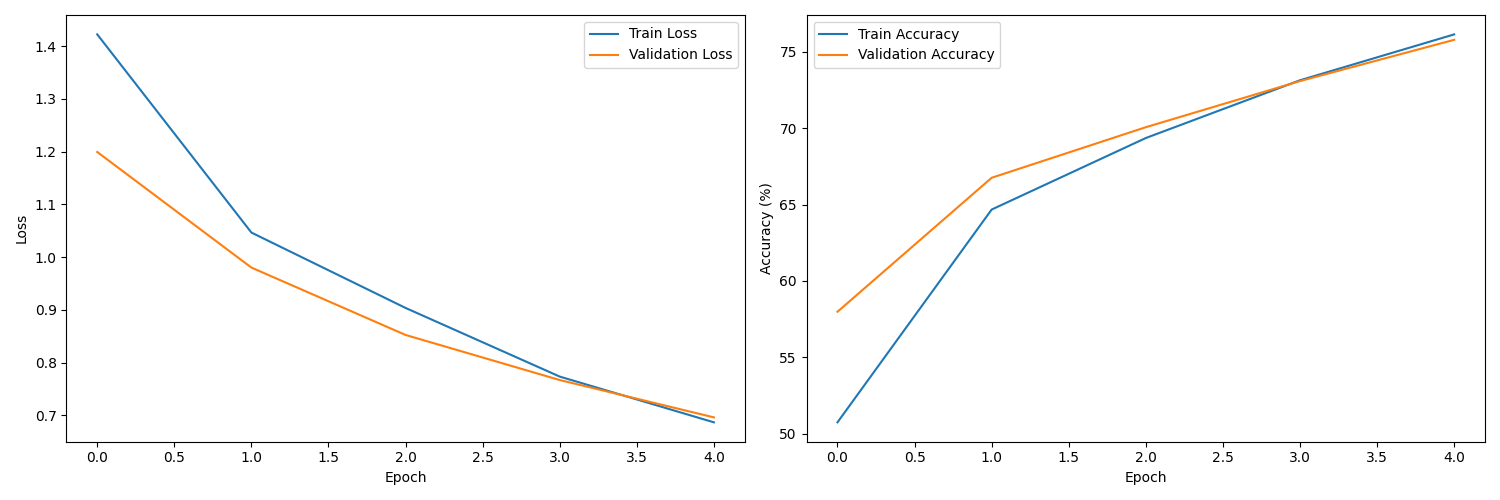 Train Loss
Validation Loss
1.4
1.3
1.2
1.1
1.0
0.9
0.8
0.7
Loss
0.0 0.5 1.0 1.5 2.0 2.5 3.0 3.5 4.0
Epoch
Train Accuracy
Validation Accuracy
75
70
65
60
55
50
Accuracy (%)
0.0 0.5 1.0 1.5 2.0 2.5 3.0 3.5 4.0
Epoch